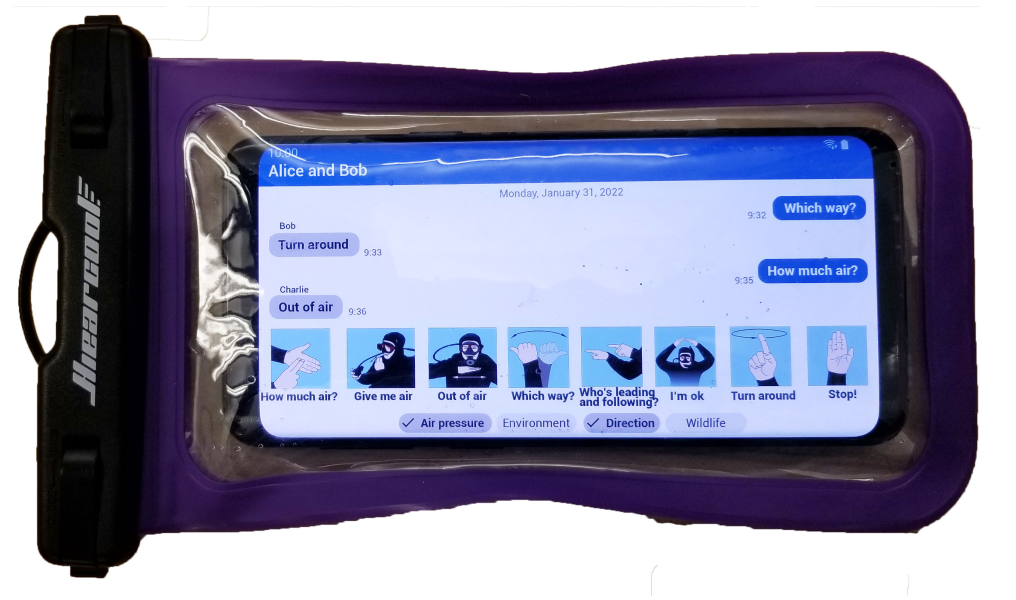 Hearcool
10:00
Alice and Bob
Monday, January 31, 2022
9:32 Which way?
Bob
Turn around 9:33
9:35 How much air?
Charlie
Out of air 9:36
How much air? Give me air Out of air Which way? Who's leading and following? I'm ok Turn around Stop!
✓ Air pressure Environment ✓ Direction Wildlife